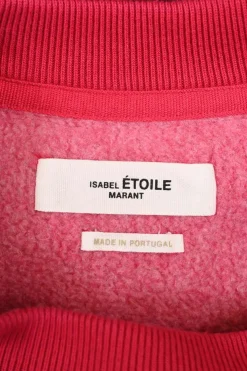 ISABEL ÉTOILE
MARANT
MADE IN PORTUGAL